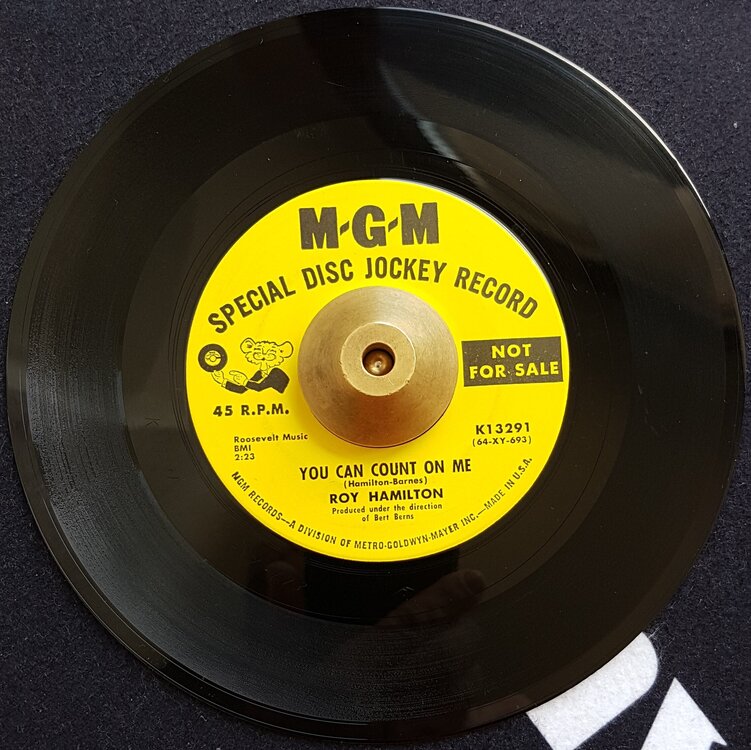 M-G-M
SPECIAL DISC JOCKEY RECORD
NOT
FOR SALE
45 R.P.M.
Roosevelt Music
BMI
2:23
K13291
(64-XY-693)
YOU CAN COUNT ON ME
(Hamilton-Barnes)
ROY HAMILTON
Produced under the direction
of Bert Berns
MGM RECORDS—A DIVISION OF METRO-GOLDWYN-MAYER INC.—MADE IN U.S.A.